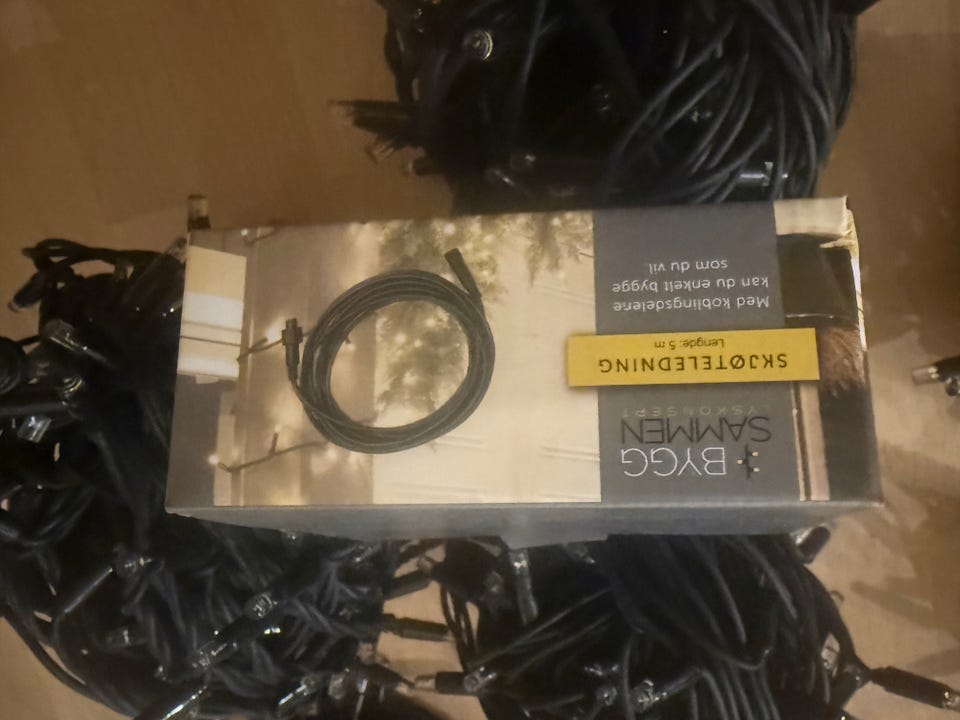 BYGG
SAMMEN
LYSKONSEPT
SKJØTELEDNING
Lengde: 5 m
Med koblingsdelene
kan du enkelt bygge
som du vil.